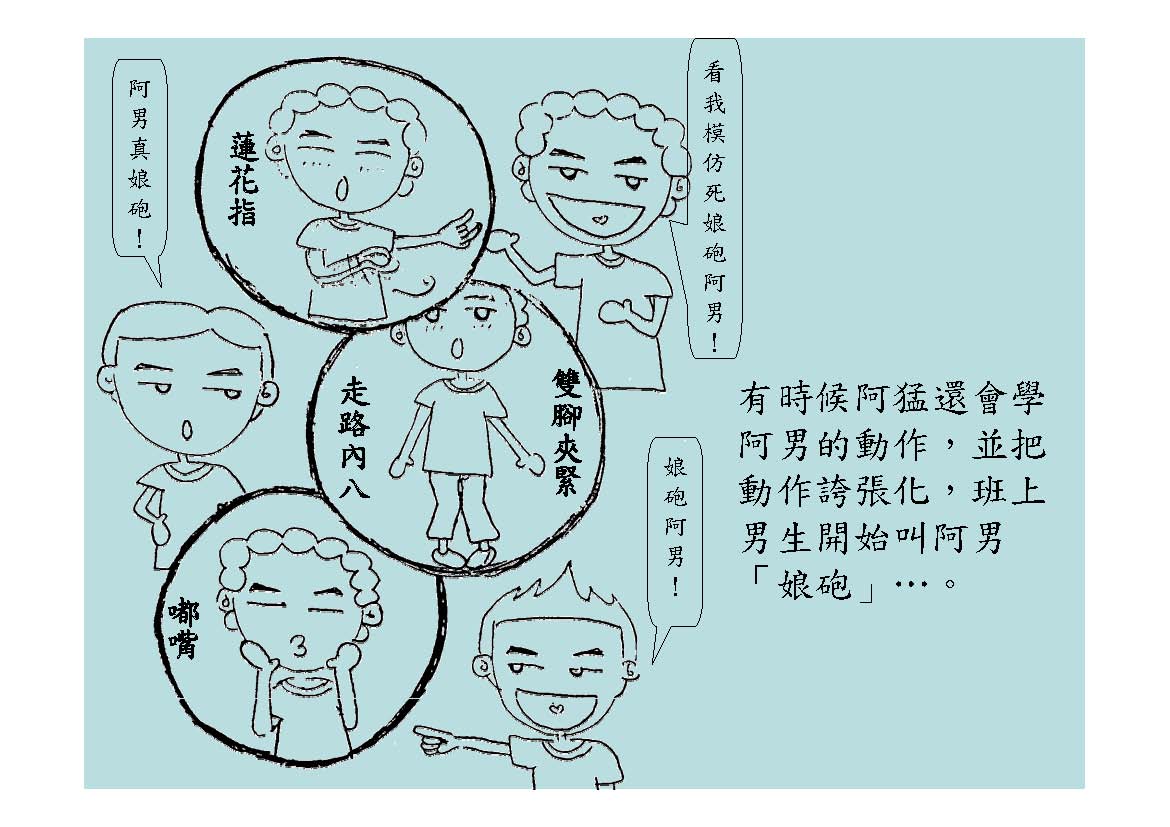 阿男真娘砲！
蓮花指
看我模仿死娘砲阿男！
走路內八
雙腳夾緊
嘟嘴
娘砲阿男！
有時候阿猛還會學
阿男的動作，並把
動作誇張化，班上
男生開始叫阿男
「娘砲」…。